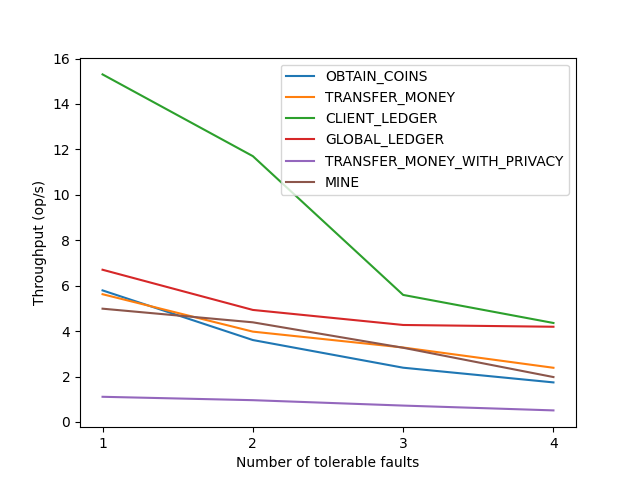 16
14
12
10
8
6
4
2
0
Throughput (op/s)
OBTAIN_COINS
TRANSFER_MONEY
CLIENT_LEDGER
GLOBAL_LEDGER
TRANSFER_MONEY_WITH_PRIVACY
MINE
1 2 3 4
Number of tolerable faults